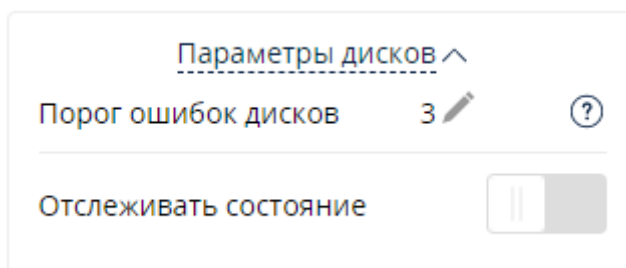 Параметры дисков
Порог ошибок дисков 3 ?
Отслеживать состояние